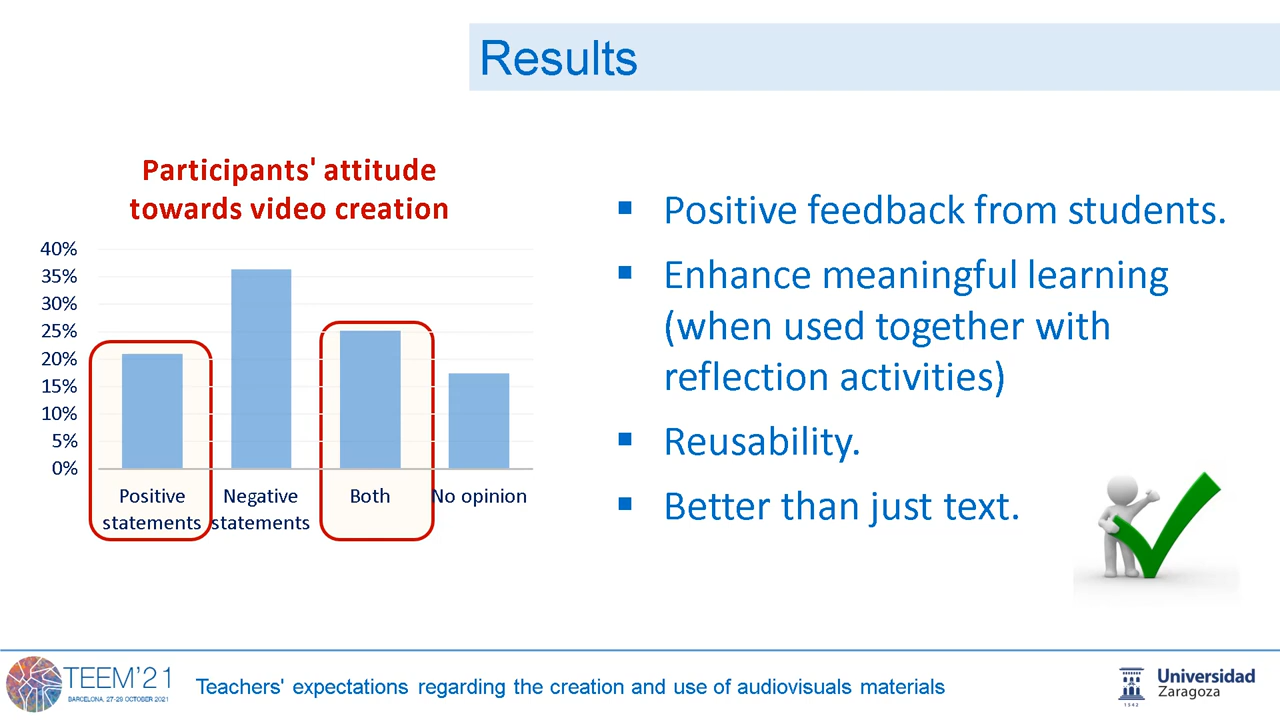 Results
Participants' attitude
towards video creation
40%
35%
30%
25%
20%
15%
10%
5%
0%
Positive
statements
Negative
statements
Both
No opinion
▪ Positive feedback from students.
▪ Enhance meaningful learning
(when used together with
reflection activities)
▪ Reusability.
▪ Better than just text.
TEEM'21
BARCELONA, 27-29 OCTOBER 2021
Teachers' expectations regarding the creation and use of audiovisuals materials
1542
Universidad
Zaragoza